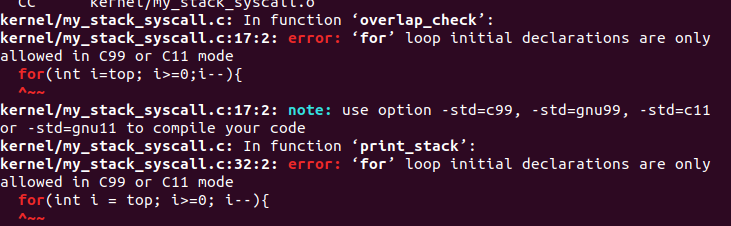 CC      kernel/my_stack_syscall.o
kernel/my_stack_syscall.c: In function ‘overlap_check’:
kernel/my_stack_syscall.c:17:2: error: ‘for’ loop initial declarations are only
allowed in C99 or C11 mode
  for(int i=top; i>=0;i--){
  ^~~
kernel/my_stack_syscall.c:17:2: note: use option -std=c99, -std=gnu99, -std=c11
or -std=gnu11 to compile your code
kernel/my_stack_syscall.c: In function ‘print_stack’:
kernel/my_stack_syscall.c:32:2: error: ‘for’ loop initial declarations are only
allowed in C99 or C11 mode
  for(int i = top; i>=0; i--){
  ^~~